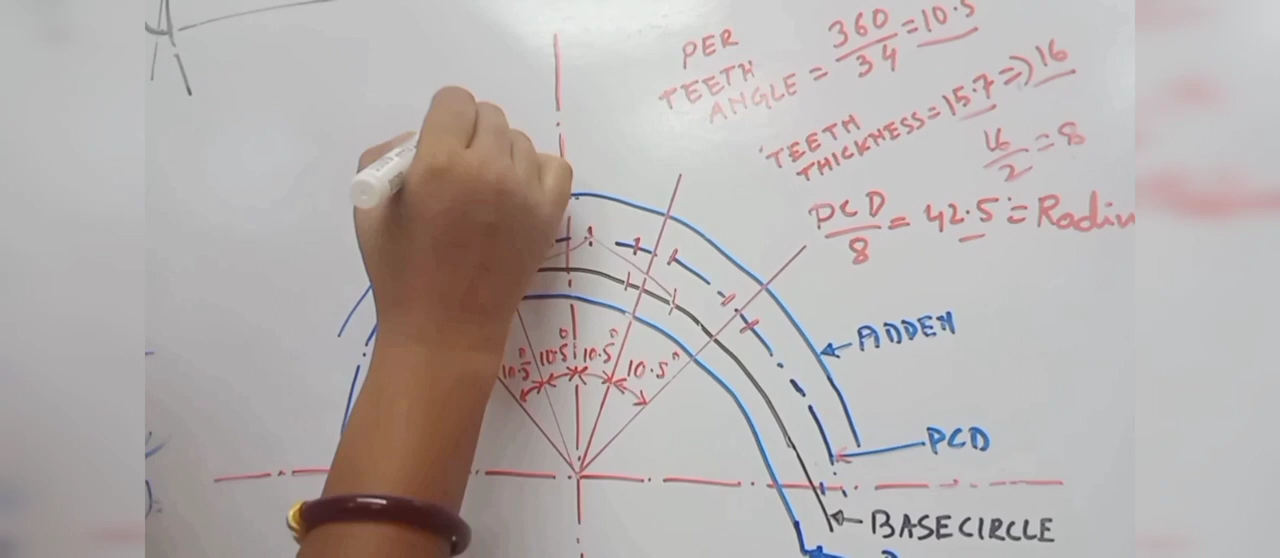 PER
TEETH
ANGLE = 360/34 = 10.5
TEETH
THICKNESS = 15.7 => 16
16/2 = 8
PCD/8 = 42.5 = Radiu
10.5° 10.5° 10.5° 10.5°
ADDEN
PCD
BASE CIRCLE